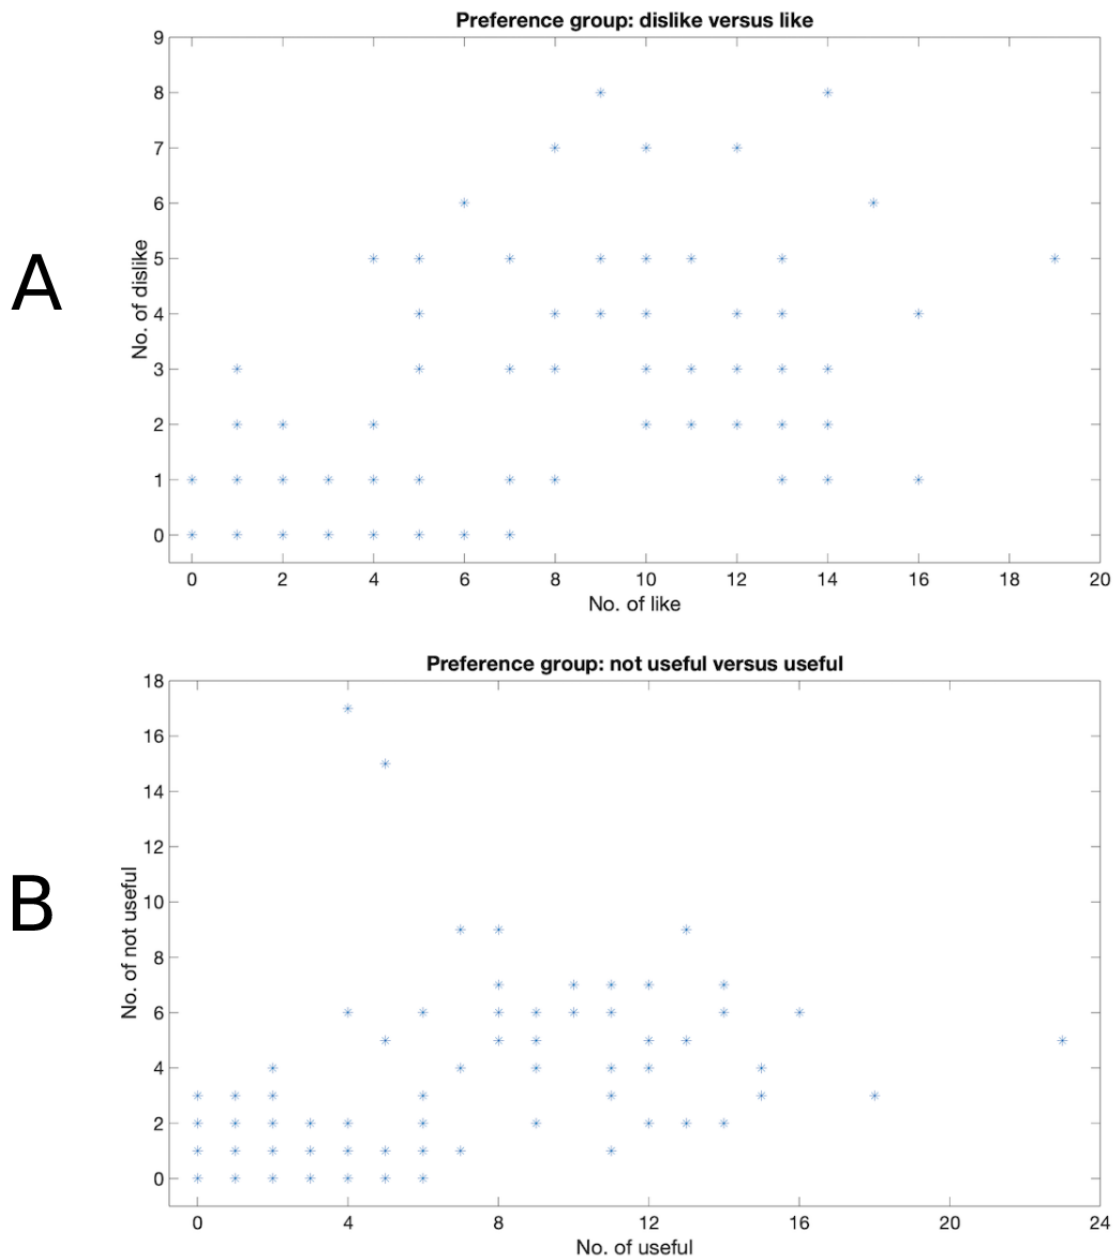 Preference group: dislike versus like
A
No. of dislike
9
8
7
6
5
4
3
2
1
0
0 2 4 6 8 10 12 14 16 18 20
No. of like
Preference group: not useful versus useful
B
No. of not useful
18
16
14
12
10
8
6
4
2
0
0 4 8 12 16 20 24
No. of useful